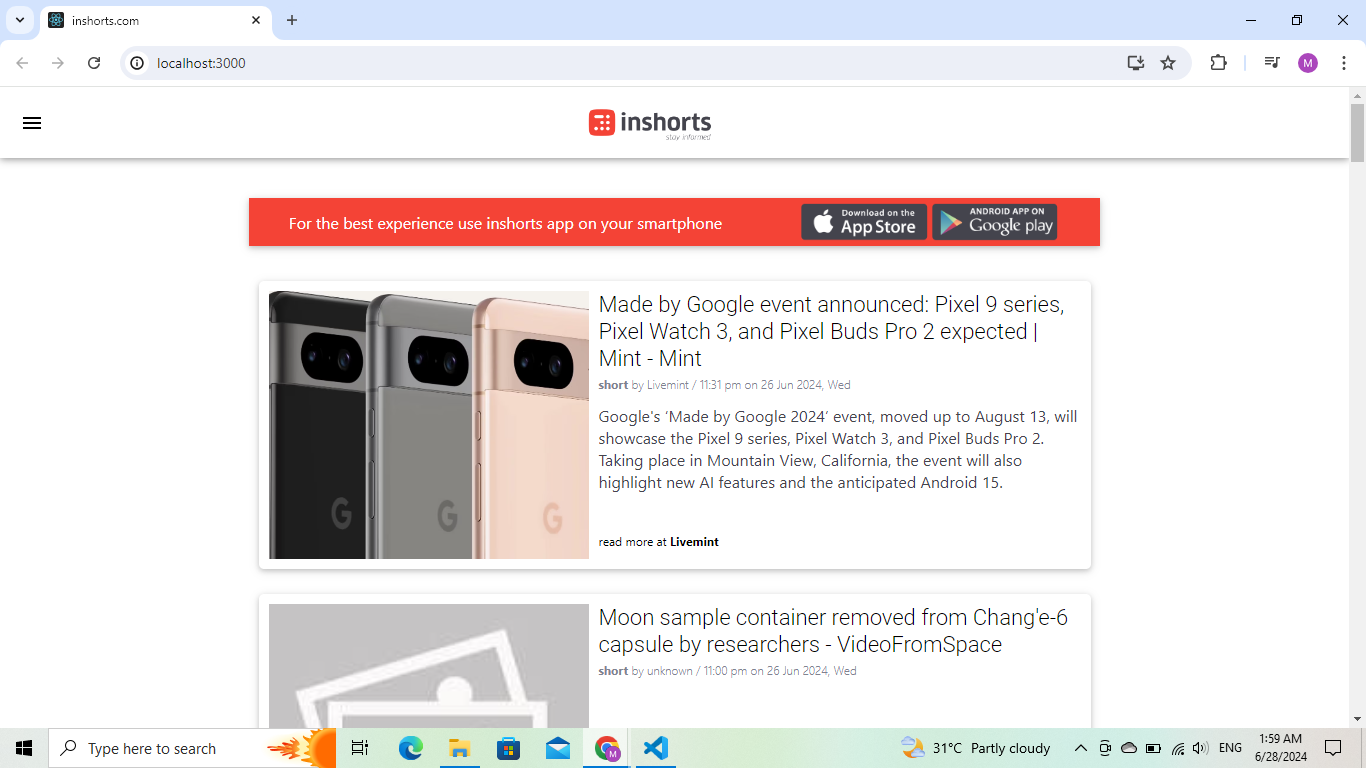 inshorts.com
localhost:3000
M
inshorts
stay informed
For the best experience use inshorts app on your smartphone
Download on the
App Store
ANDROID APP ON
Google play
Made by Google event announced: Pixel 9 series,
Pixel Watch 3, and Pixel Buds Pro 2 expected |
Mint - Mint
short by Livemint / 11:31 pm on 26 Jun 2024, Wed
Google's ‘Made by Google 2024’ event, moved up to August 13, will
showcase the Pixel 9 series, Pixel Watch 3, and Pixel Buds Pro 2.
Taking place in Mountain View, California, the event will also
highlight new AI features and the anticipated Android 15.
read more at Livemint
G G G
Moon sample container removed from Chang'e-6
capsule by researchers - VideoFromSpace
short by unknown / 11:00 pm on 26 Jun 2024, Wed
Type here to search
M
31°C Partly cloudy
ENG
1:59 AM
6/28/2024